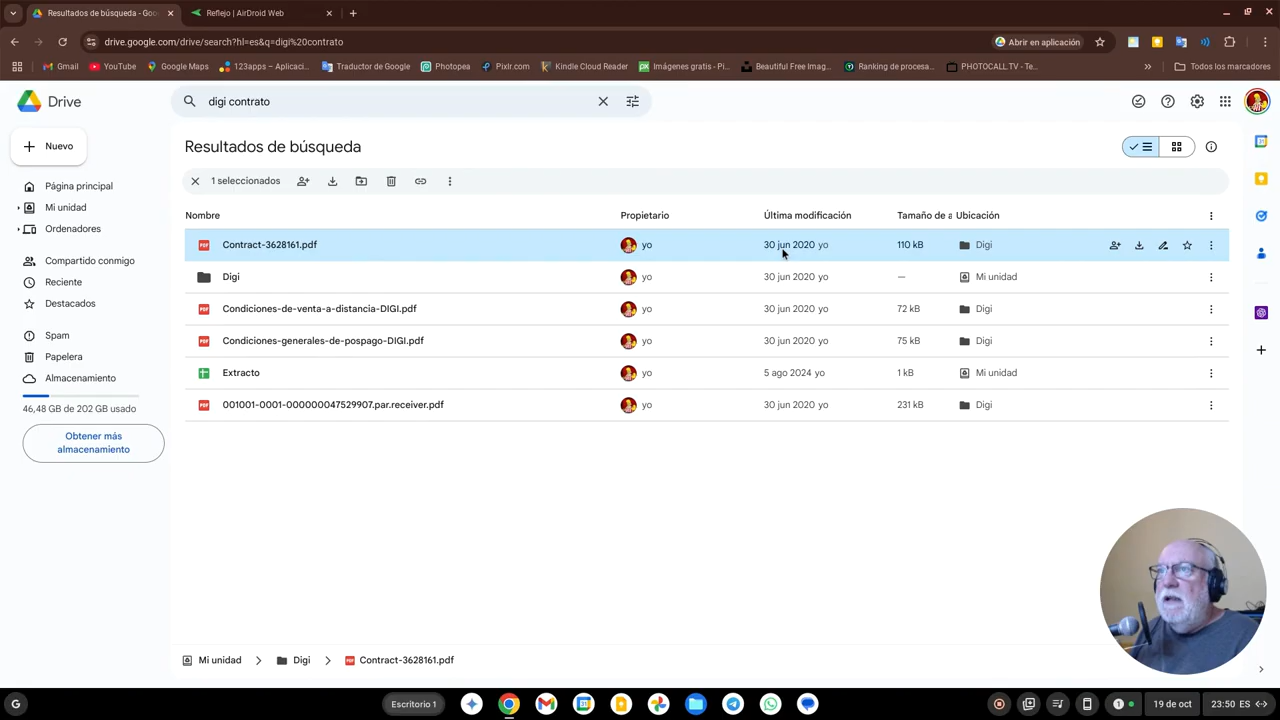 Resultados de búsqueda - Goo
Reflejo | AirDroid Web
drive.google.com/drive/search?hl=es&q=digi%20contrato
Abrir en aplicación
Gmail
YouTube
Google Maps
123apps – Aplicaci...
Traductor de Google
Photopea
Pixlr.com
Kindle Cloud Reader
Imágenes gratis - Pi...
Beautiful Free Imag...
Ranking de procesa...
PHOTOCALL.TV - Te...
Todos los marcadores
Drive
digi contrato
Nuevo
Resultados de búsqueda
1 seleccionados
Página principal
Mi unidad
Ordenadores
Compartido conmigo
Reciente
Destacados
Spam
Papelera
Almacenamiento
46,48 GB de 202 GB usado
Obtener más
almacenamiento
Nombre Propietario Última modificación Tamaño de a Ubicación
PDF Contract-3628161.pdf yo 30 jun 2020 yo 110 kB Digi
Digi yo 30 jun 2020 yo — Mi unidad
PDF Condiciones-de-venta-a-distancia-DIGI.pdf yo 30 jun 2020 yo 72 kB Digi
PDF Condiciones-generales-de-pospago-DIGI.pdf yo 30 jun 2020 yo 75 kB Digi
Extracto yo 5 ago 2024 yo 1 kB Mi unidad
PDF 001001-0001-000000047529907.par.receiver.pdf yo 30 jun 2020 yo 231 kB Digi
Mi unidad > Digi > PDF Contract-3628161.pdf
G
Escritorio 1
1
19 de oct
23:50 ES